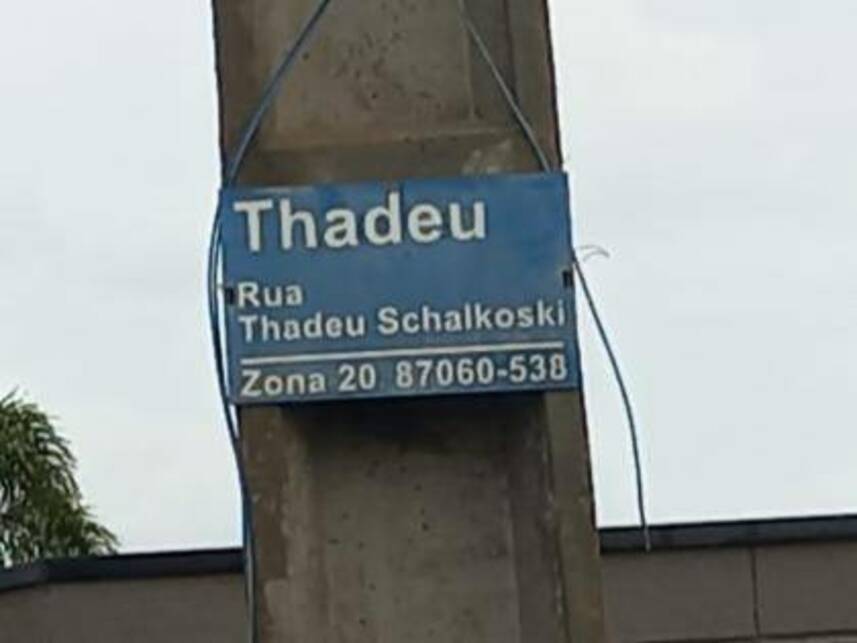 Thadeu
Rua
Thadeu Schalkoski
Zona 20 87060-538